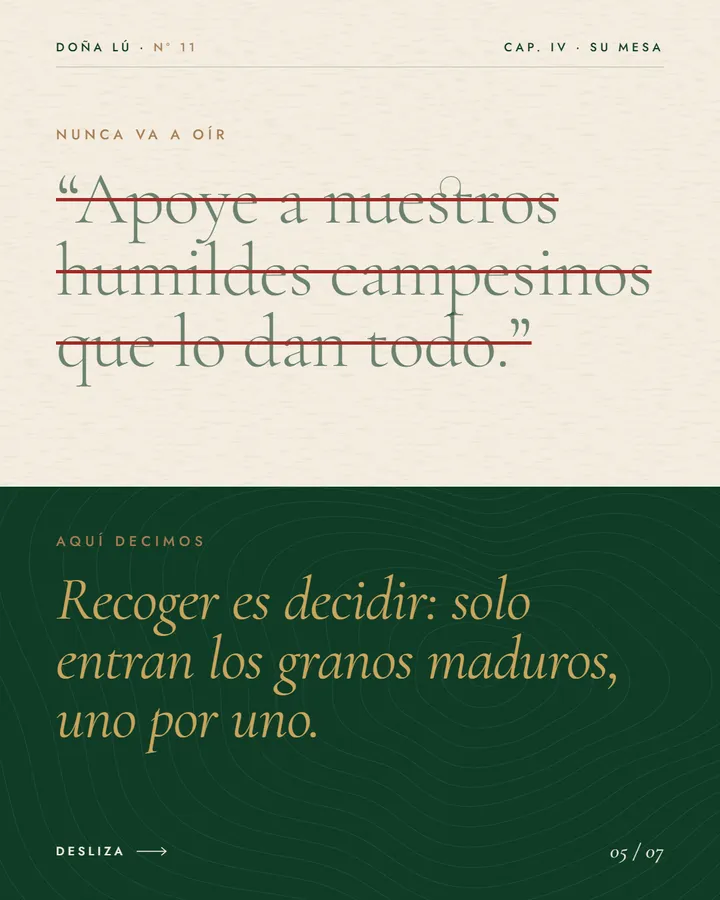 DOÑA LÚ · N° 11
CAP. IV · SU MESA
NUNCA VA A OÍR
“Apoye a nuestros
humildes campesinos
que lo dan todo.”
AQUÍ DECIMOS
Recoger es decidir: solo
entran los granos maduros,
uno por uno.
DESLIZA →
05 / 07